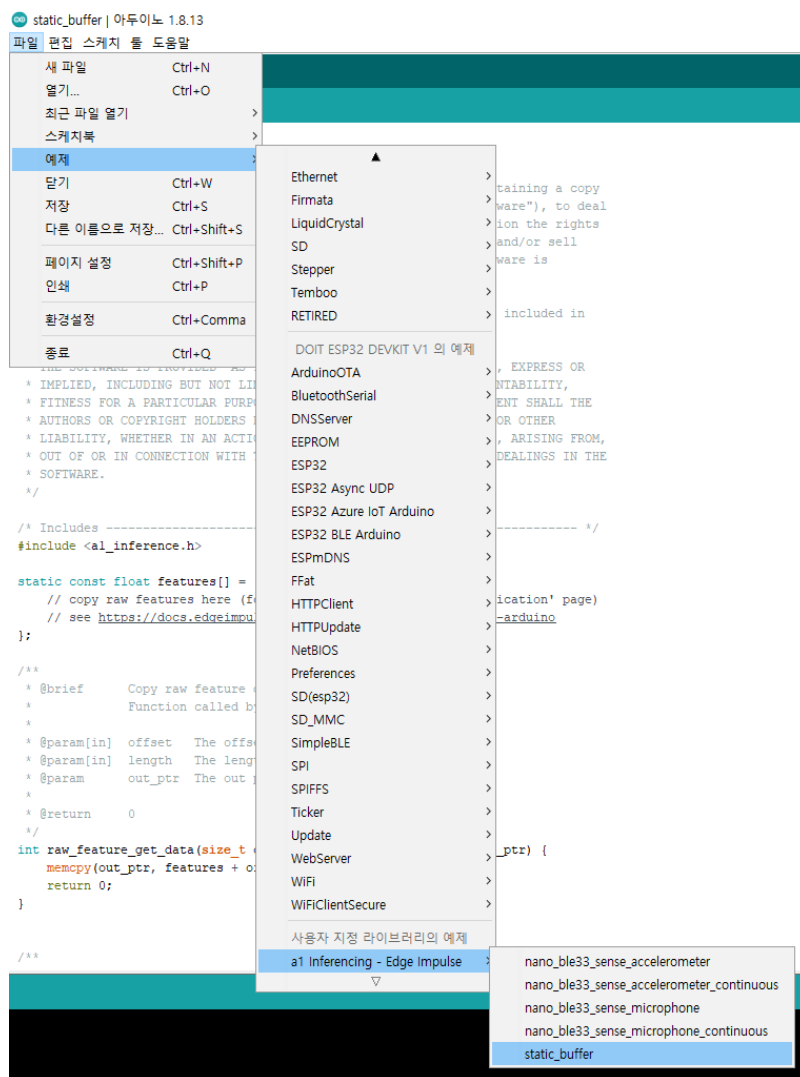 static_buffer | 아두이노 1.8.13
파일 편집 스케치 툴 도움말
새 파일 Ctrl+N
열기... Ctrl+O
최근 파일 열기
스케치북
예제
닫기 Ctrl+W
저장 Ctrl+S
다른 이름으로 저장... Ctrl+Shift+S
페이지 설정 Ctrl+Shift+P
인쇄 Ctrl+P
환경설정 Ctrl+Comma
종료 Ctrl+Q
Ethernet
Firmata
LiquidCrystal
SD
Stepper
Temboo
RETIRED
DOIT ESP32 DEVKIT V1 의 예제
ArduinoOTA
BluetoothSerial
DNSServer
EEPROM
ESP32
ESP32 Async UDP
ESP32 Azure IoT Arduino
ESP32 BLE Arduino
ESPmDNS
FFat
HTTPClient
HTTPUpdate
NetBIOS
Preferences
SD(esp32)
SD_MMC
SimpleBLE
SPI
SPIFFS
Ticker
Update
WebServer
WiFi
WiFiClientSecure
사용자 지정 라이브러리의 예제
a1 Inferencing - Edge Impulse
nano_ble33_sense_accelerometer
nano_ble33_sense_accelerometer_continuous
nano_ble33_sense_microphone
nano_ble33_sense_microphone_continuous
static_buffer
taining a copy
ware"), to deal
ion the rights
and/or sell
ware is
included in
, EXPRESS OR
* IMPLIED, INCLUDING BUT NOT LI NTABILITY,
* FITNESS FOR A PARTICULAR PURP ENT SHALL THE
* AUTHORS OR COPYRIGHT HOLDERS OR OTHER
* LIABILITY, WHETHER IN AN ACTI , ARISING FROM,
* OUT OF OR IN CONNECTION WITH DEALINGS IN THE
* SOFTWARE.
*/
/* Includes ---------------------- ----------- */
#include <a1_inference.h>
static const float features[] =
// copy raw features here (f ication' page)
// see https://docs.edgeimpu -arduino
};
/**
* @brief Copy raw feature
* Function called b
*
* @param[in] offset The offs
* @param[in] length The leng
* @param out_ptr The out
*
* @return 0
*/
int raw_feature_get_data(size_t _ptr) {
memcpy(out_ptr, features + o
return 0;
}
/**